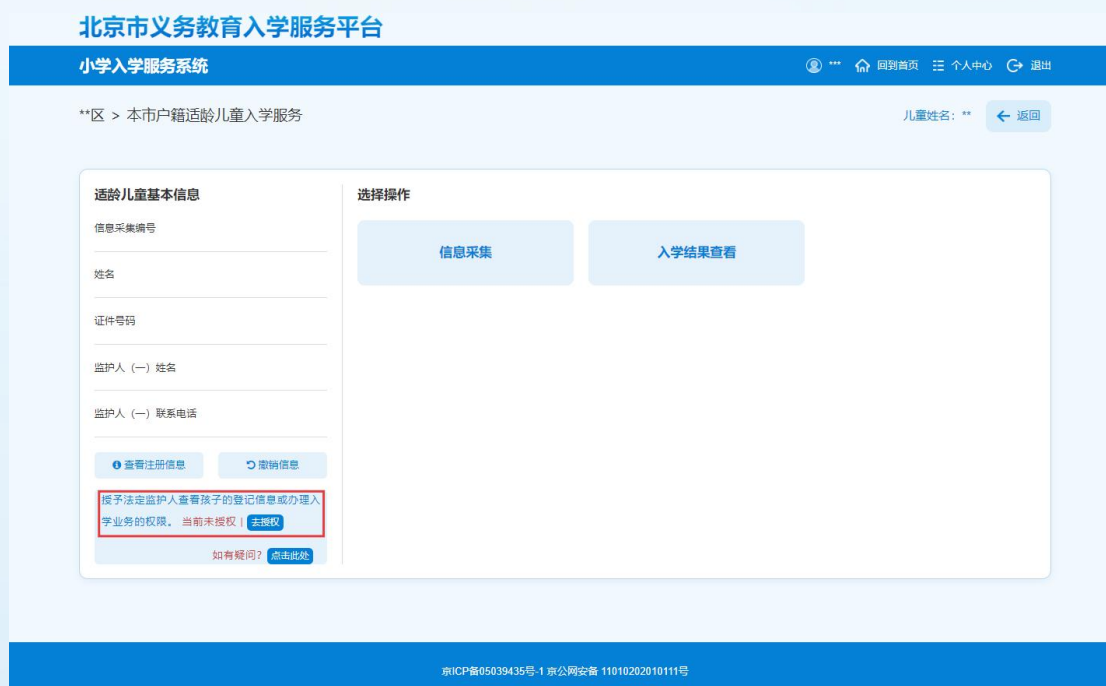 北京市义务教育入学服务平台
小学入学服务系统
*** 回到首页 个人中心 退出
**区 > 本市户籍适龄儿童入学服务
儿童姓名：** 返回
适龄儿童基本信息
信息采集编号
姓名
证件号码
监护人（一）姓名
监护人（一）联系电话
查看注册信息 撤销信息
授予法定监护人查看孩子的登记信息或办理入
学业务的权限。 当前未授权 | 去授权
如有疑问？ 点击此处
选择操作
信息采集 入学结果查看
京ICP备05039435号-1 京公网安备 11010202010111号